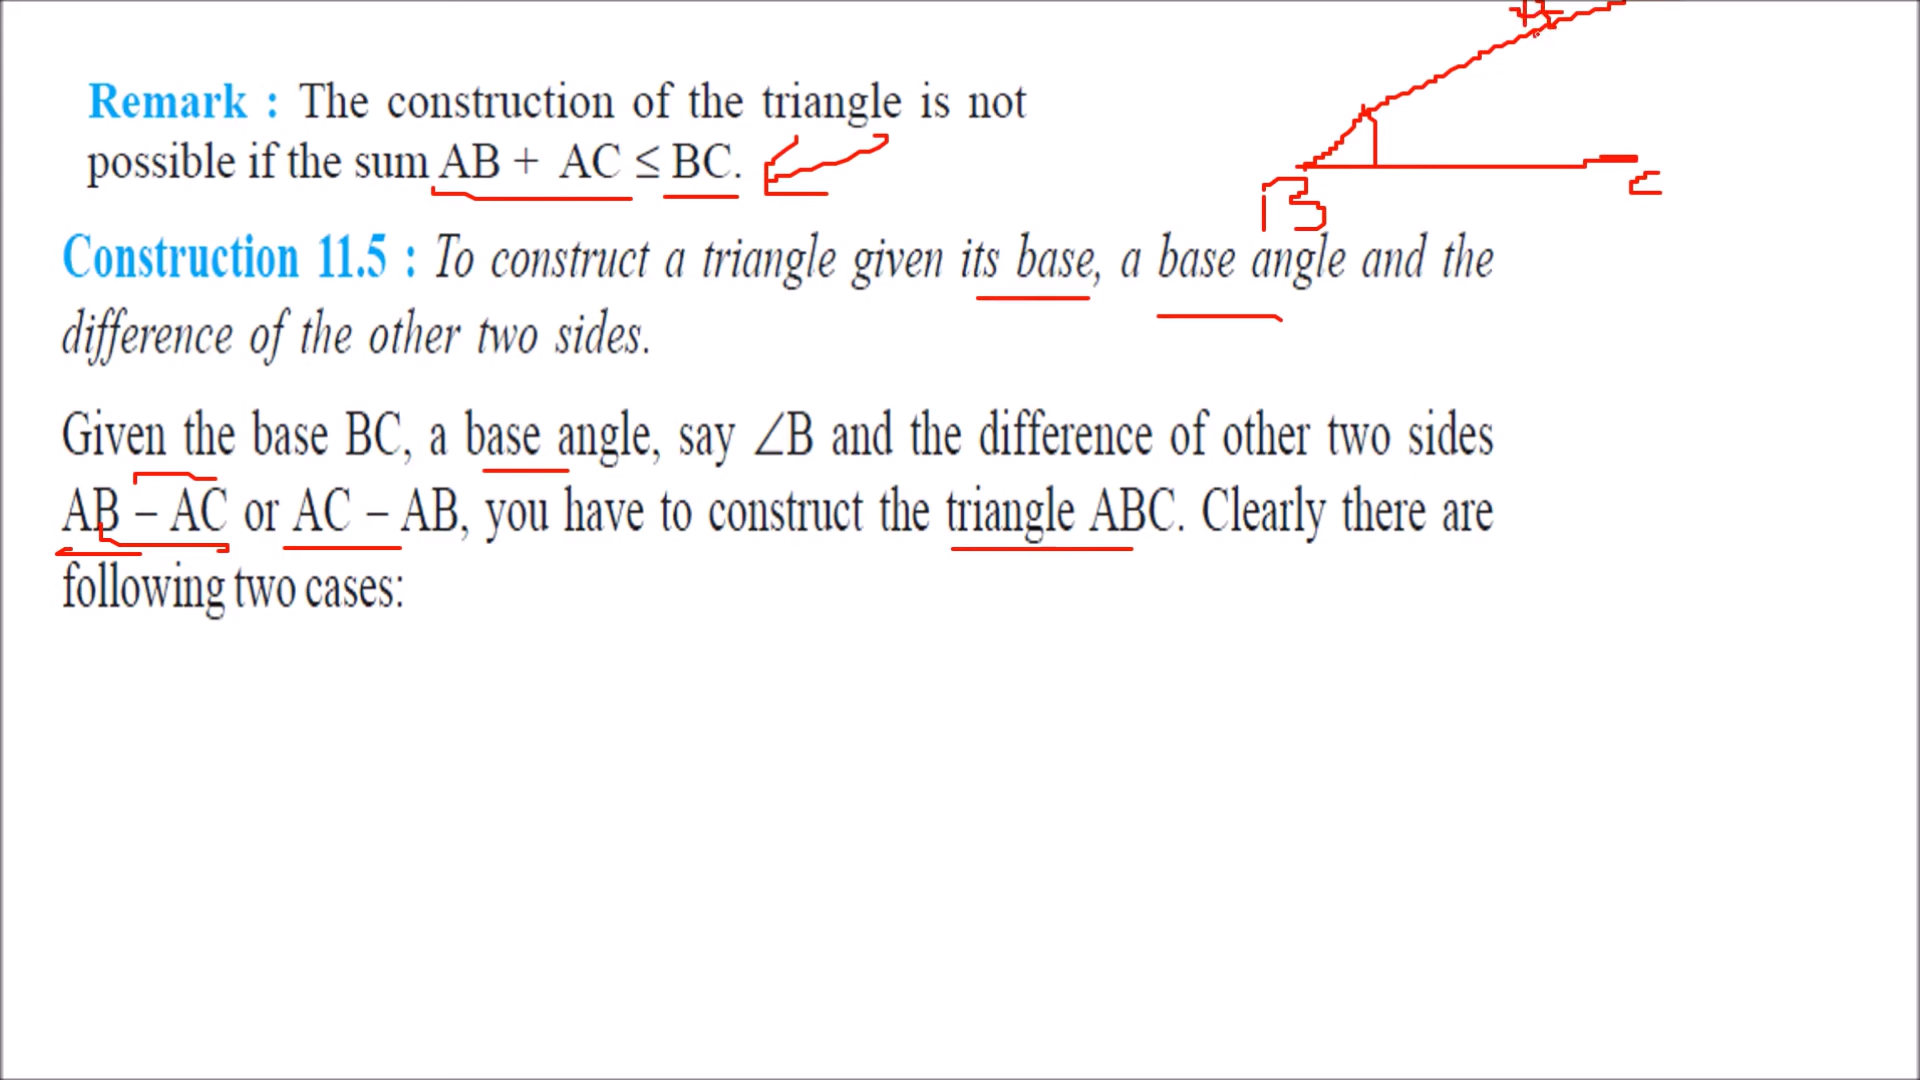 Remark : The construction of the triangle is not
possible if the sum AB + AC ≤ BC.
B
C
Construction 11.5 : To construct a triangle given its base, a base angle and the
difference of the other two sides.
Given the base BC, a base angle, say ∠B and the difference of other two sides
AB – AC or AC – AB, you have to construct the triangle ABC. Clearly there are
following two cases: